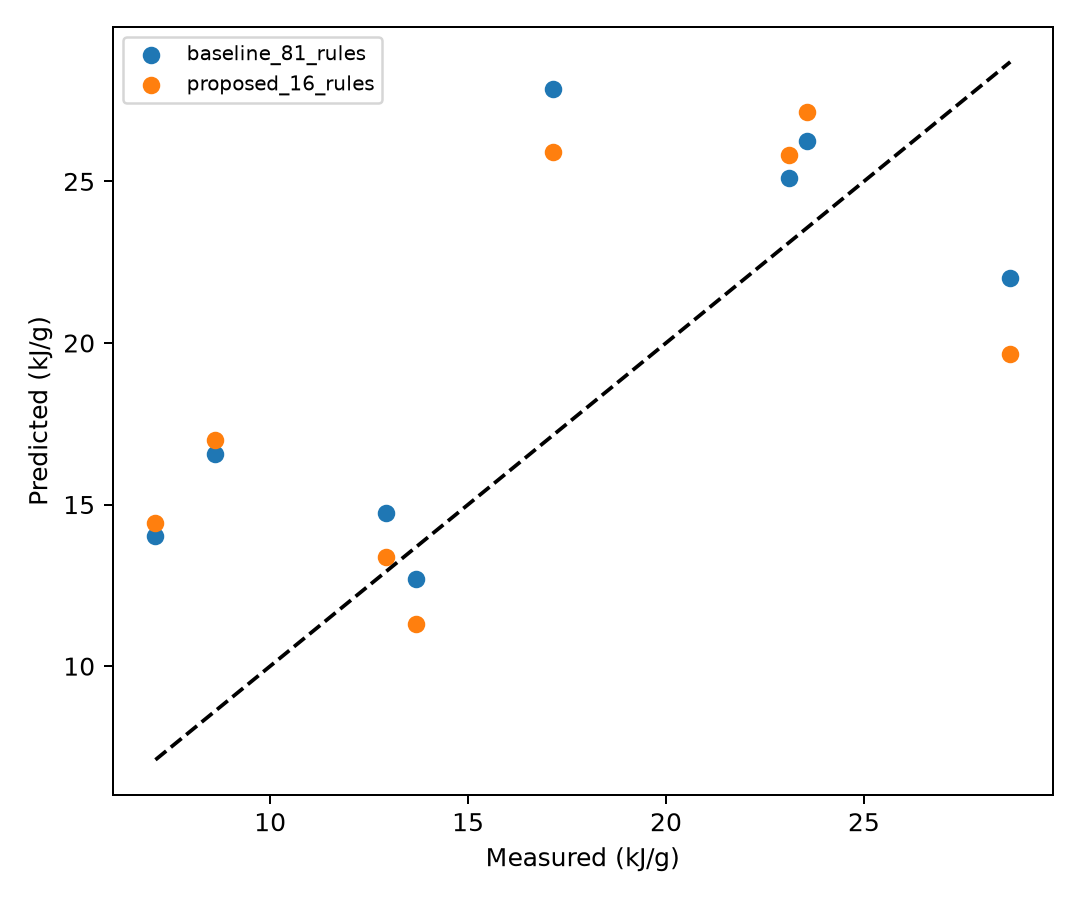 baseline_81_rules
proposed_16_rules
25
20
15
10
Predicted (kJ/g)
10 15 20 25
Measured (kJ/g)